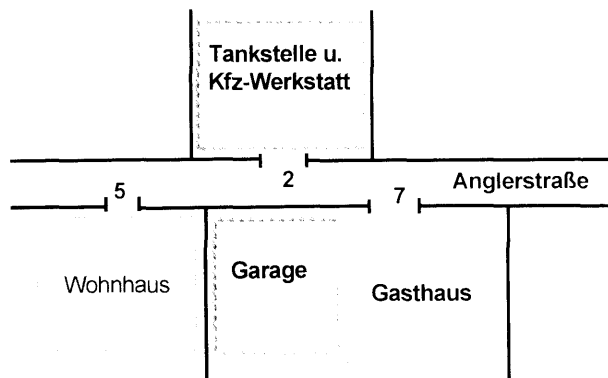 Tankstelle u.
Kfz-Werkstatt
2
Anglerstraße
5
7
Wohnhaus
Garage
Gasthaus